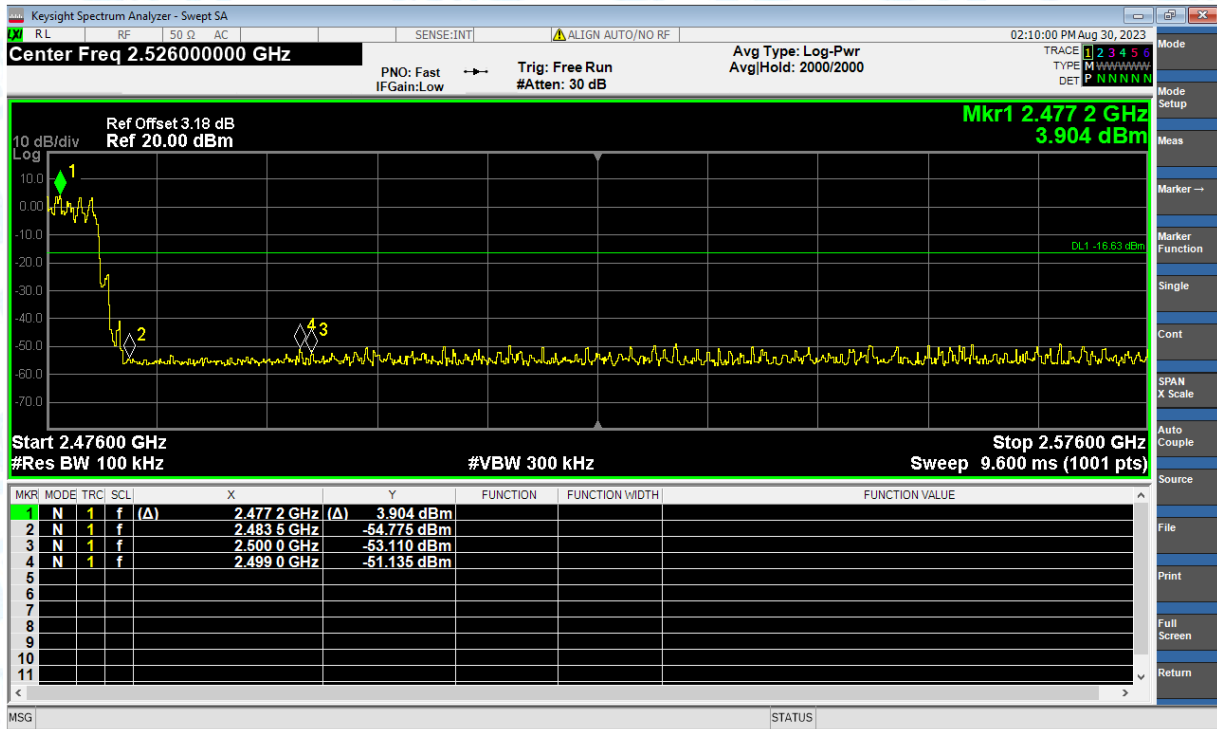 Keysight Spectrum Analyzer - Swept SA
LXI RL RF 50 Ω AC SENSE:INT ALIGN AUTO/NO RF 02:10:00 PM Aug 30, 2023
Center Freq 2.526000000 GHz
PNO: Fast
IFGain:Low
Trig: Free Run
#Atten: 30 dB
Avg Type: Log-Pwr
Avg|Hold: 2000/2000
TRACE 1 2 3 4 5 6
TYPE M WWWWW
DET P N N N N N
Mkr1 2.477 2 GHz
3.904 dBm
Ref Offset 3.18 dB
10 dB/div Ref 20.00 dBm
Log
10.0
0.00
-10.0
-20.0
-30.0
-40.0
-50.0
-60.0
-70.0
1
2
4
3
DL1 -16.63 dBm
Start 2.47600 GHz Stop 2.57600 GHz
#Res BW 100 kHz #VBW 300 kHz Sweep 9.600 ms (1001 pts)
MKR MODE TRC SCL X Y FUNCTION FUNCTION WIDTH FUNCTION VALUE
1 N 1 f (Δ) 2.477 2 GHz (Δ) 3.904 dBm
2 N 1 f 2.483 5 GHz -54.775 dBm
3 N 1 f 2.500 0 GHz -53.110 dBm
4 N 1 f 2.499 0 GHz -51.135 dBm
5
6
7
8
9
10
11
MSG STATUS
Mode
Mode
Setup
Meas
Marker →
Marker
Function
Single
Cont
SPAN
X Scale
Auto
Couple
Source
File
Print
Full
Screen
Return